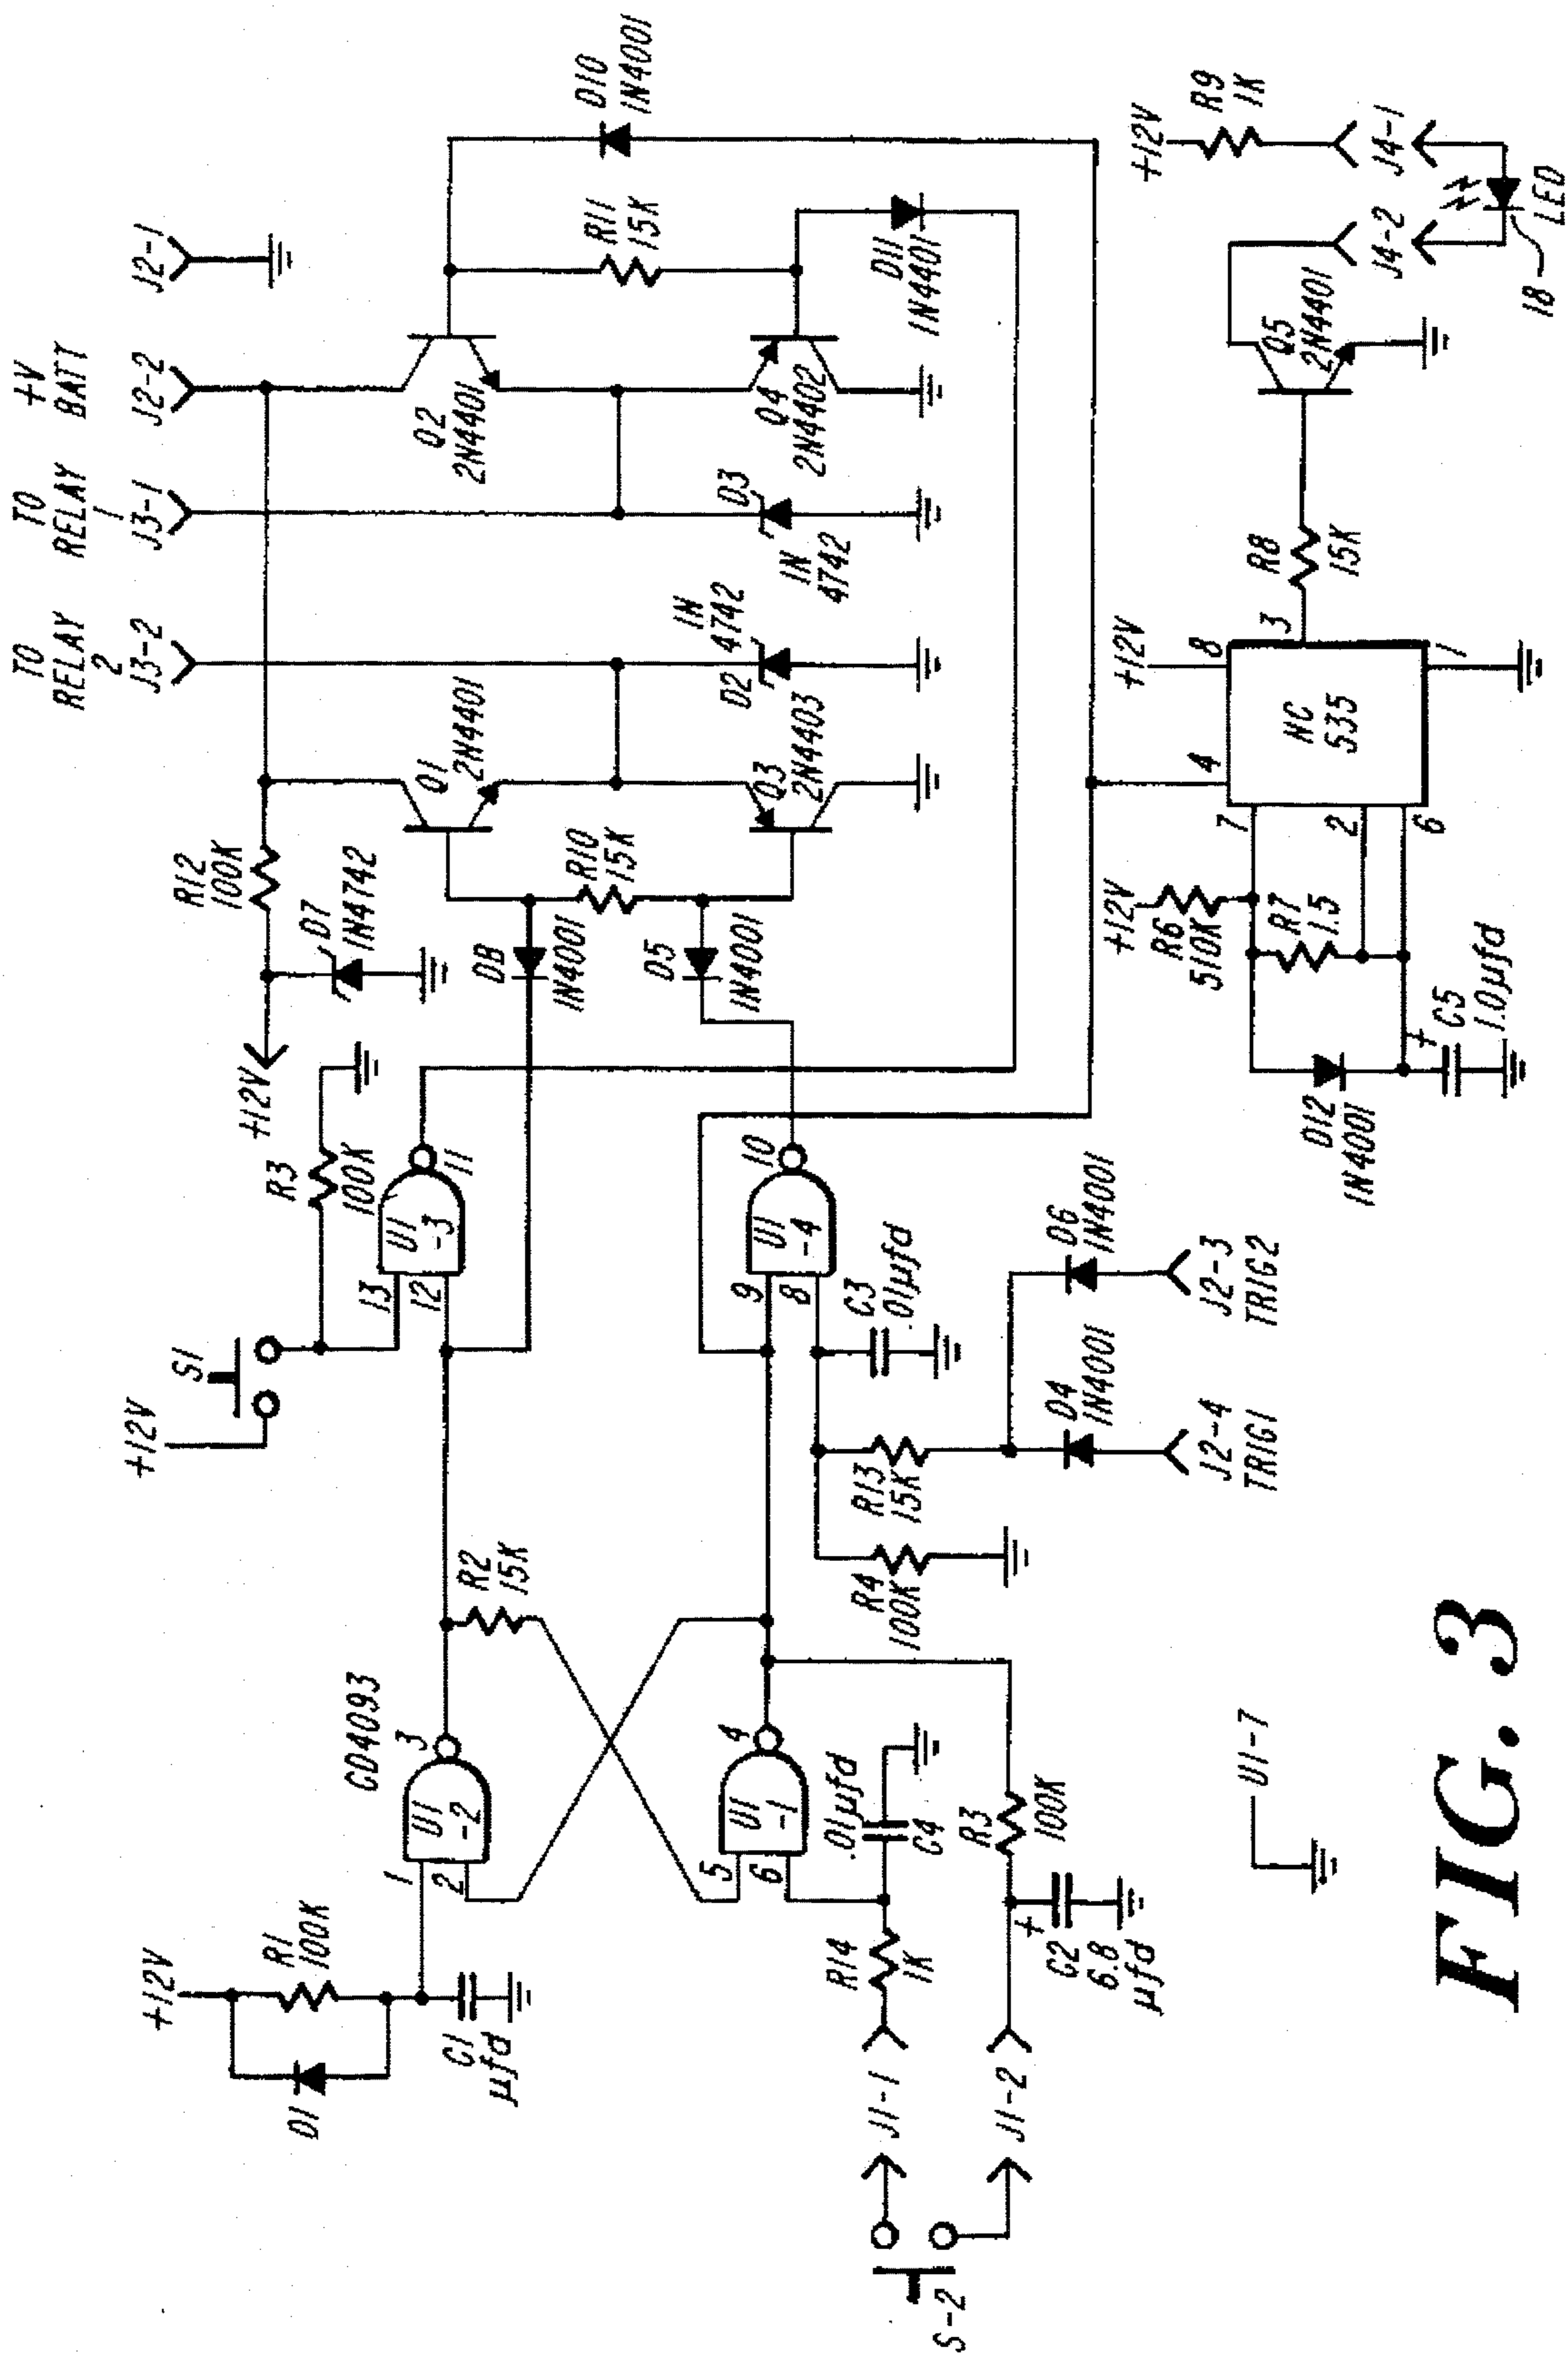 +12V
D1
R1
100K
C1
µfd
S-2
J1-1
J1-2
R14
1K
C2
6.8
µfd
1
2
U1
-2
CD4093
3
5
6
U1
-1
4
.01µfd
C4
R3
100K
R2
15K
U1-7
+12V
S1
R3
100K
13
12
U1
-3
11
9
8
U1
-4
10
C3
.01µfd
R4
100K
R13
15K
D4
1N4001
J2-4
TRIG1
D6
1N4001
J2-3
TRIG2
+12V
R12
100K
D7
1N4742
D8
1N4001
D5
1N4001
R10
15K
Q1
2N4401
Q3
2N4403
TO
RELAY
2
J3-2
D2
1N
4742
TO
RELAY
1
J3-1
D3
1N
4742
+V
BATT
J2-2
J2-1
Q2
2N4401
Q4
2N4402
R11
15K
D10
1N4001
D11
1N4401
D12
1N4001
C5
1.0µfd
+12V
R6
510K
R7
1.5
7
2
6
4
NC
535
+12V
8
3
1
R8
15K
Q5
2N4401
+12V
R9
1K
J4-2
J4-1
18
LED
FIG. 3